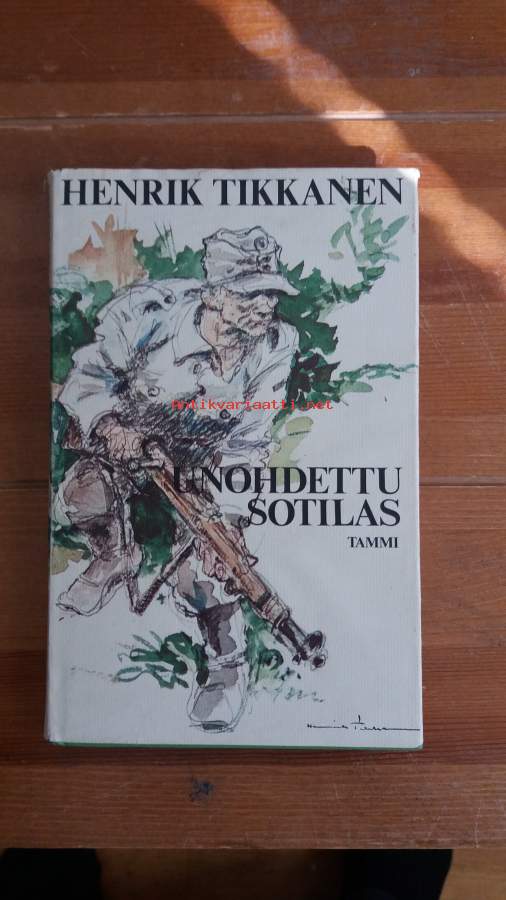 HENRIK TIKKANEN
Antikvariaatti.net
UNOHDETTU
SOTILAS
TAMMI